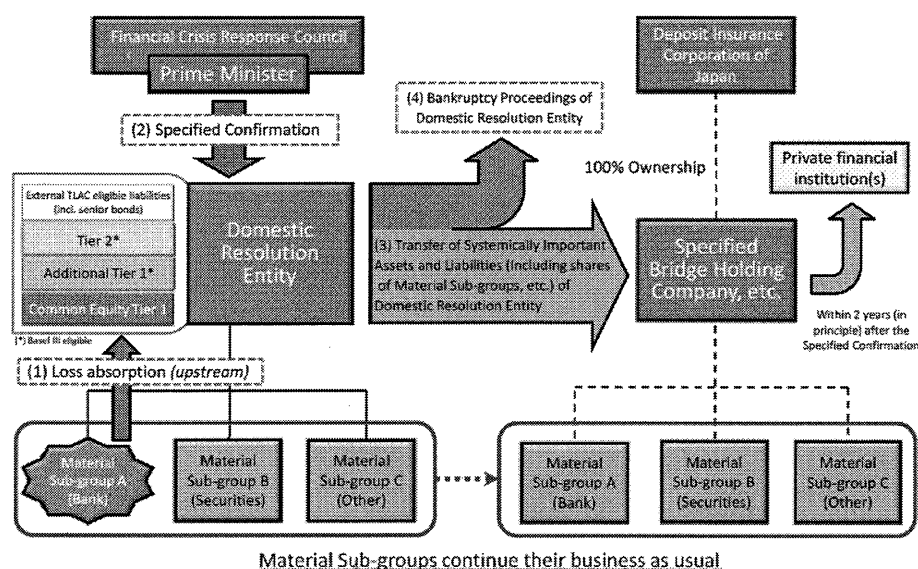 Financial Crisis Response Council
Prime Minister
(2) Specified Confirmation
(4) Bankruptcy Proceedings of
Domestic Resolution Entity
Deposit Insurance
Corporation of
Japan
100% Ownership
Private financial
institution(s)
External TLAC eligible liabilities
(incl. senior bonds)
Tier 2*
Additional Tier 1*
Common Equity Tier 1
(*) Basel III eligible
Domestic
Resolution
Entity
(3) Transfer of Systemically Important
Assets and Liabilities (Including shares
of Material Sub-groups, etc.) of
Domestic Resolution Entity
Specified
Bridge Holding
Company, etc.
Within 2 years (in
principle) after the
Specified Confirmation
(1) Loss absorption (upstream)
Material
Sub-group A
(Bank)
Material
Sub-group B
(Securities)
Material
Sub-group C
(Other)
Material
Sub-group A
(Bank)
Material
Sub-group B
(Securities)
Material
Sub-group C
(Other)
Material Sub-groups continue their business as usual